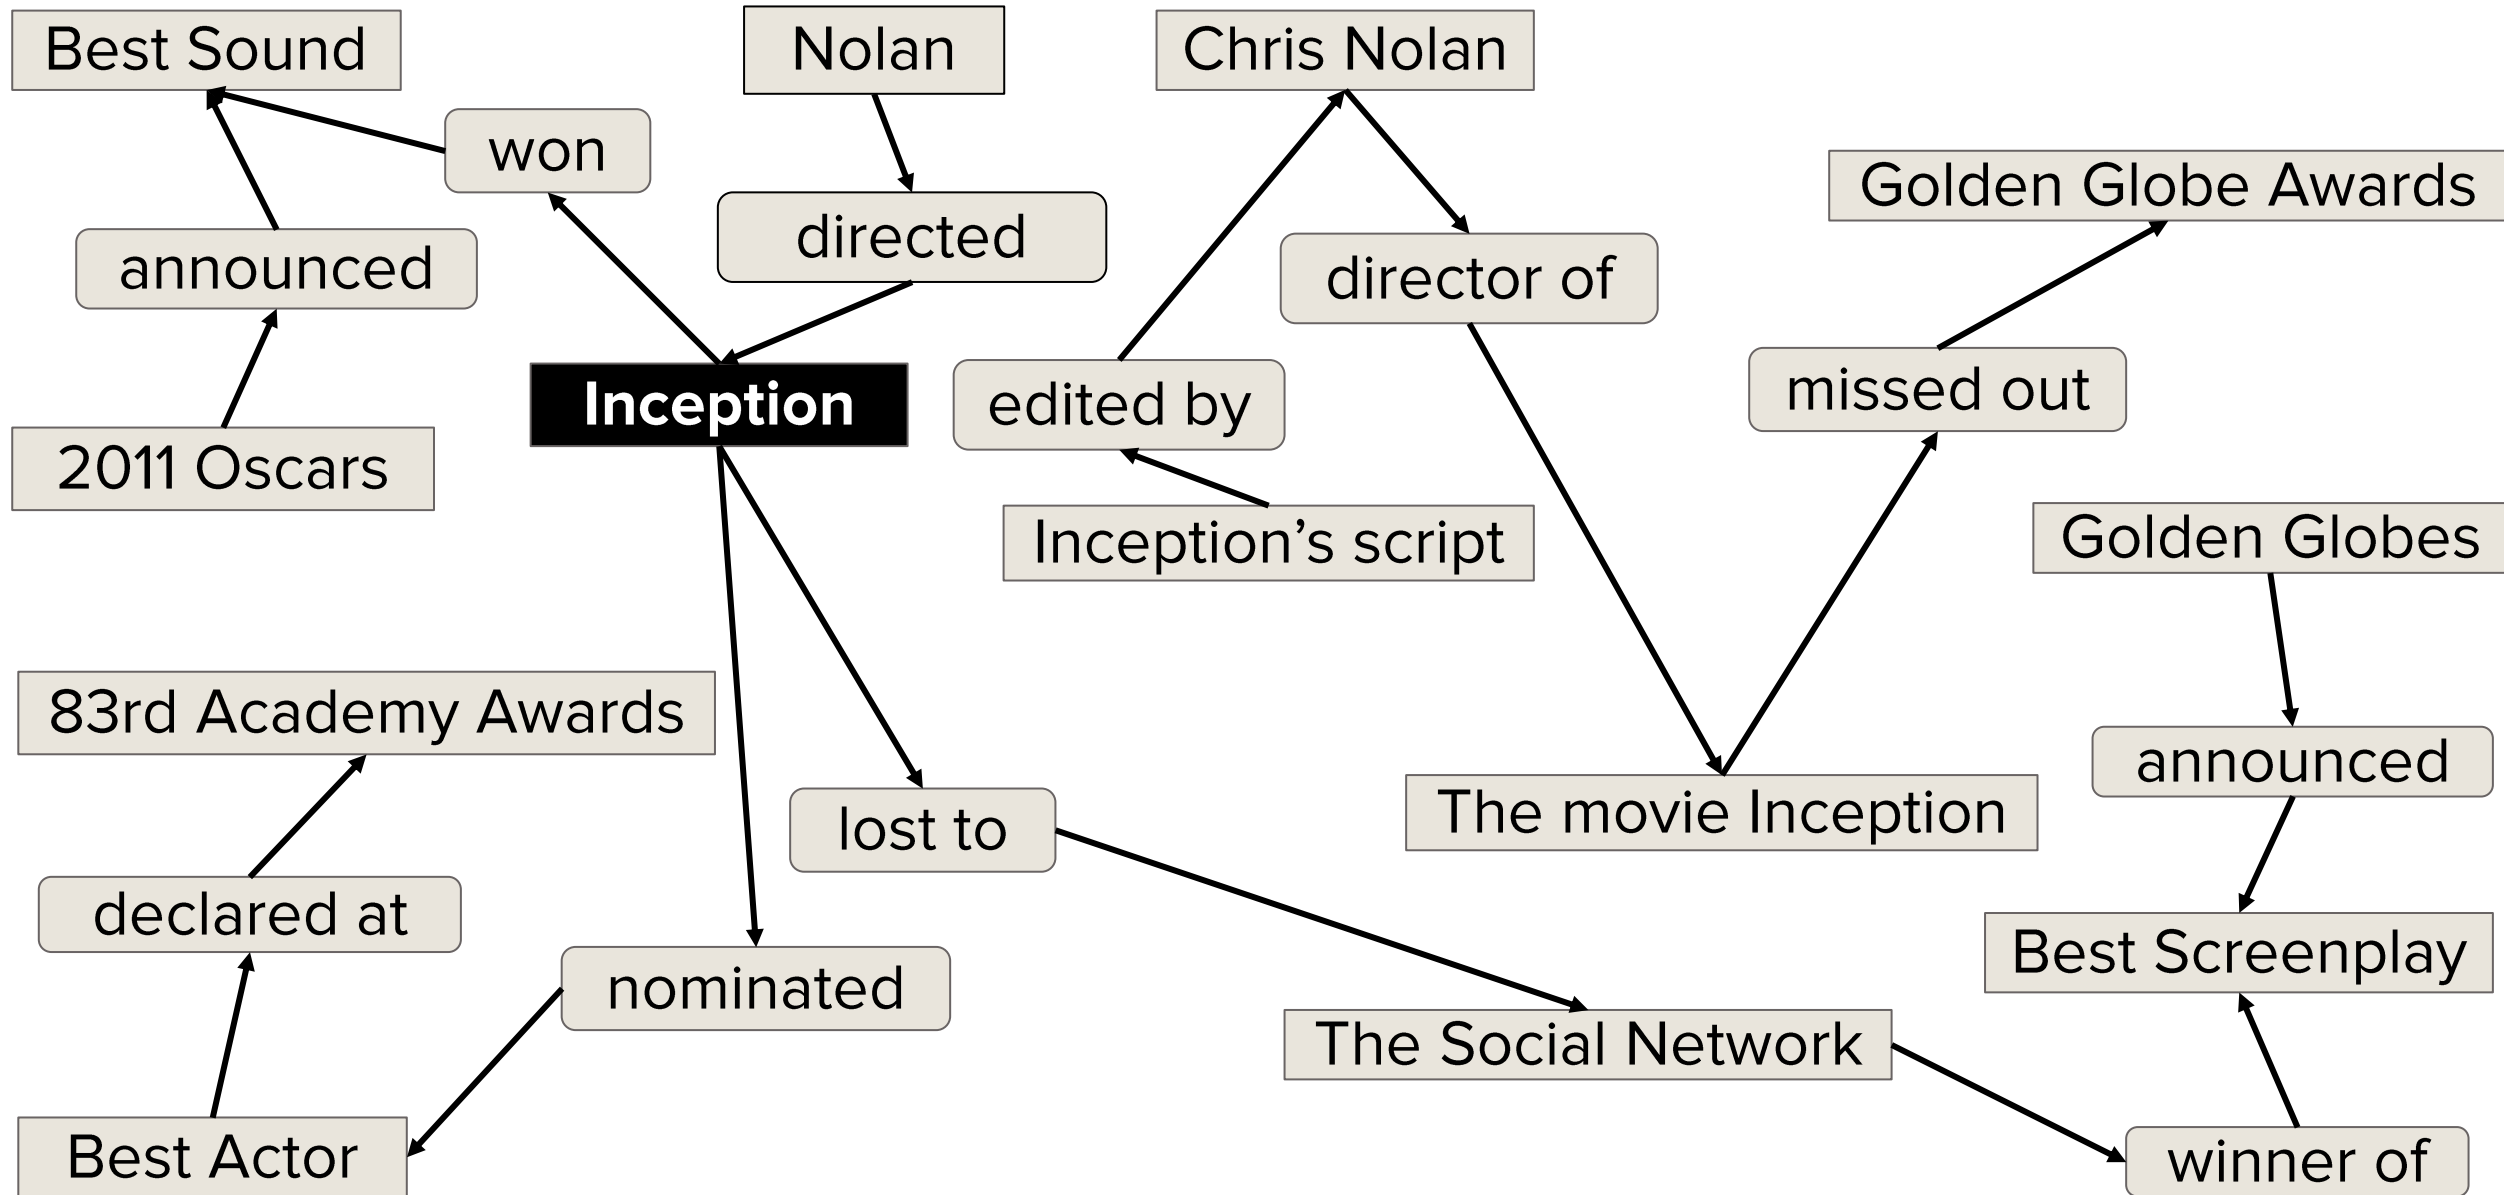 Best Sound
Nolan
Chris Nolan
won
Golden Globe Awards
directed
announced
director of
missed out
Inception
edited by
2011 Oscars
Inception’s script
Golden Globes
83rd Academy Awards
announced
The movie Inception
lost to
declared at
Best Screenplay
nominated
The Social Network
Best Actor
winner of